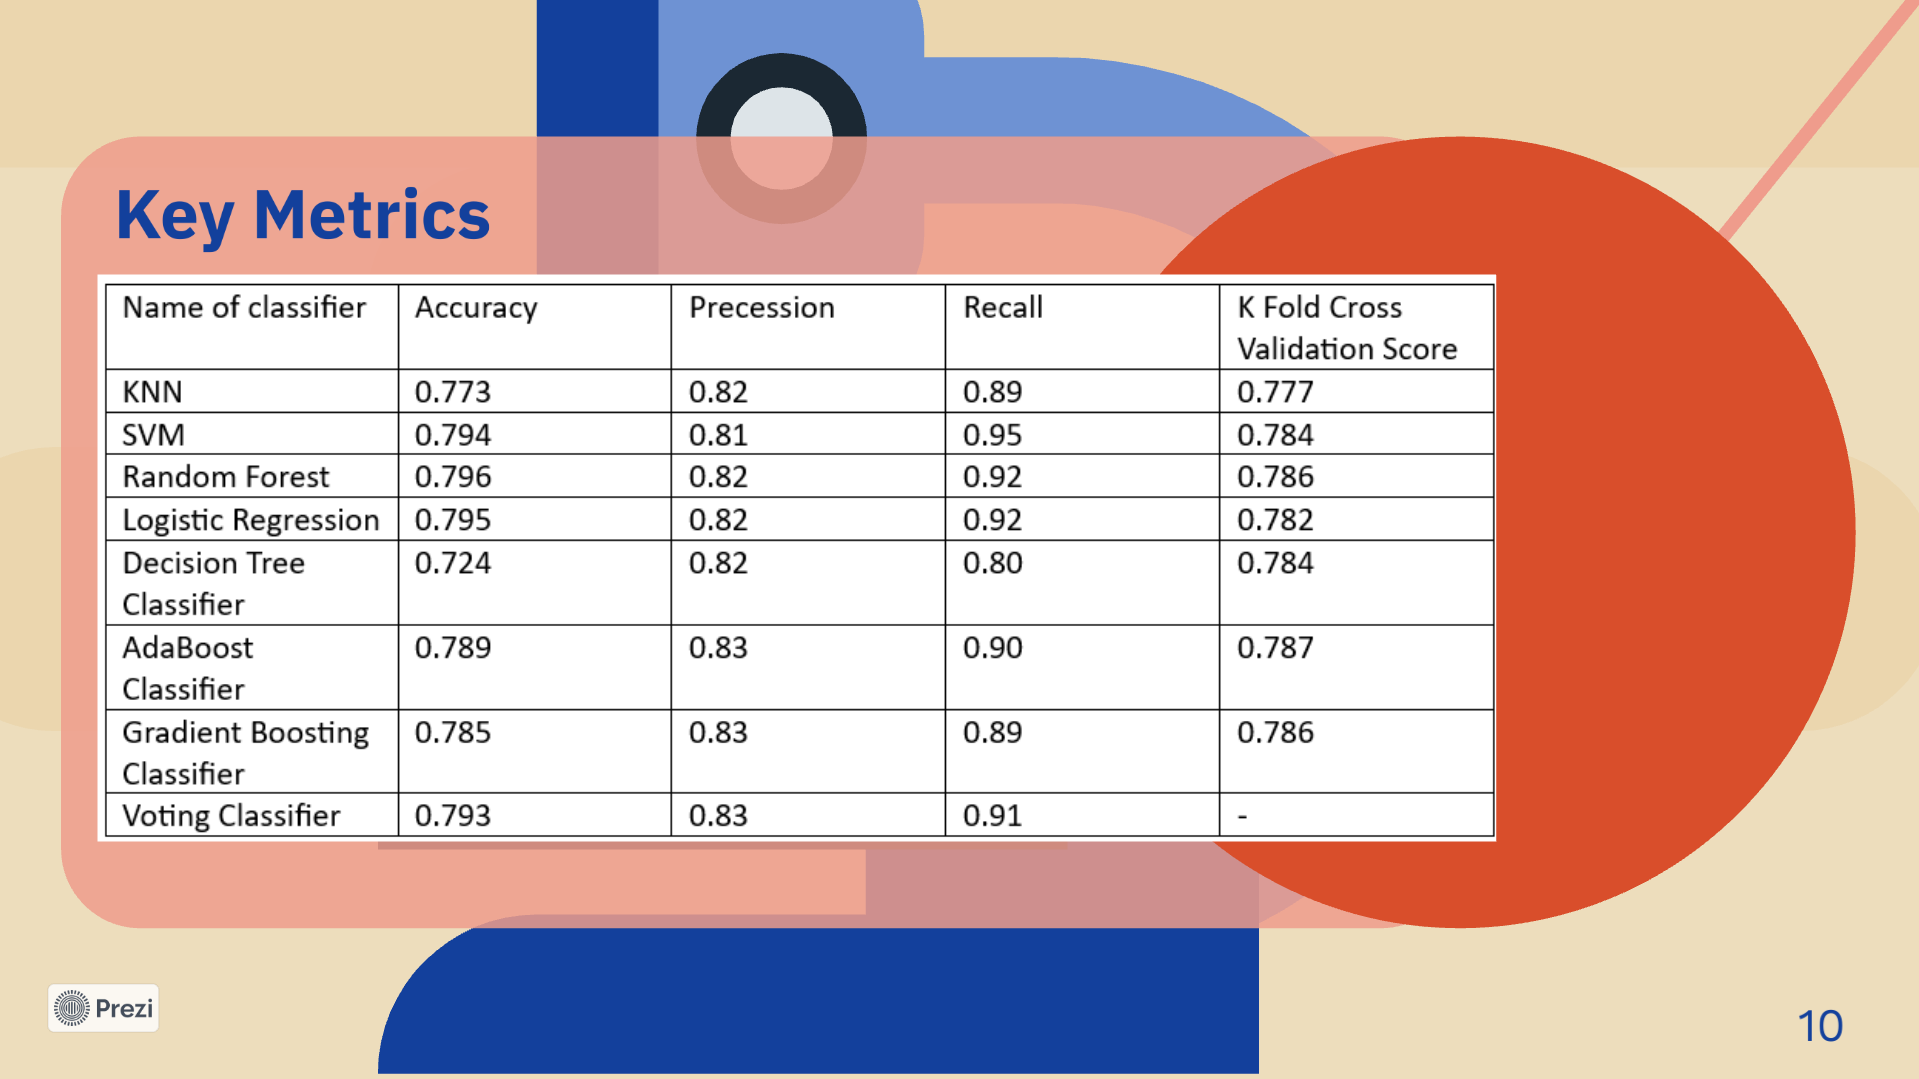 Key Metrics
Name of classifier Accuracy Precession Recall K Fold Cross
Validation Score
KNN 0.773 0.82 0.89 0.777
SVM 0.794 0.81 0.95 0.784
Random Forest 0.796 0.82 0.92 0.786
Logistic Regression 0.795 0.82 0.92 0.782
Decision Tree 0.724 0.82 0.80 0.784
Classifier
AdaBoost 0.789 0.83 0.90 0.787
Classifier
Gradient Boosting 0.785 0.83 0.89 0.786
Classifier
Voting Classifier 0.793 0.83 0.91 -
Prezi
10